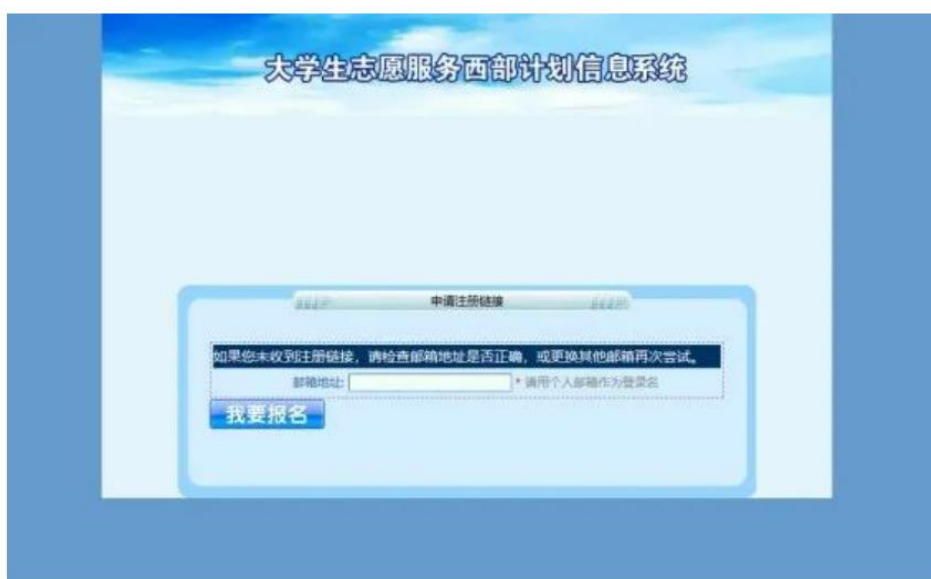 大学生志愿服务西部计划信息系统
申请注册链接
如果您未收到注册链接，请检查邮箱地址是否正确，或更换其他邮箱再次尝试。
邮箱地址: * 请用个人邮箱作为登录名
我要报名